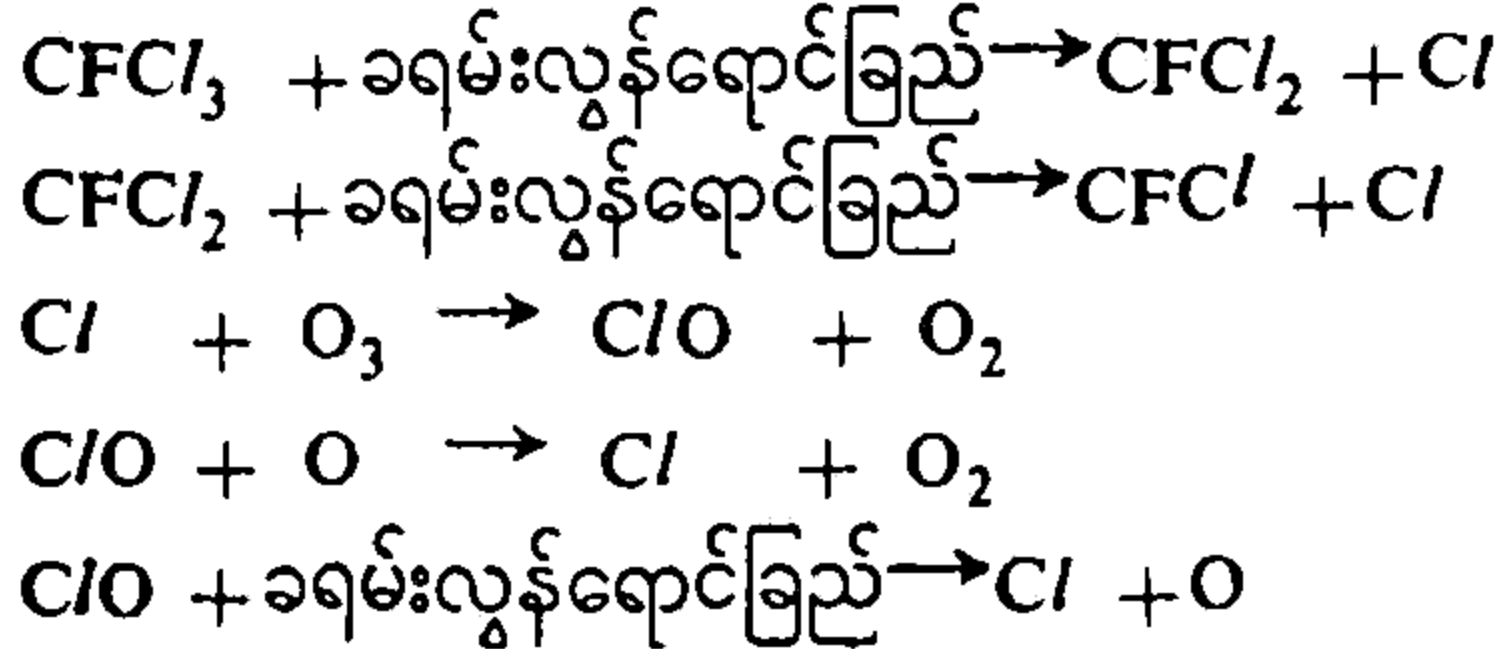 CFCl₃ + ခရမ်းလွန်ရောင်ခြည် → CFCl₂ + Cl
CFCl₂ + ခရမ်းလွန်ရောင်ခြည် → CFCl + Cl
Cl + O₃ → ClO + O₂
ClO + O → Cl + O₂
ClO + ခရမ်းလွန်ရောင်ခြည် → Cl + O